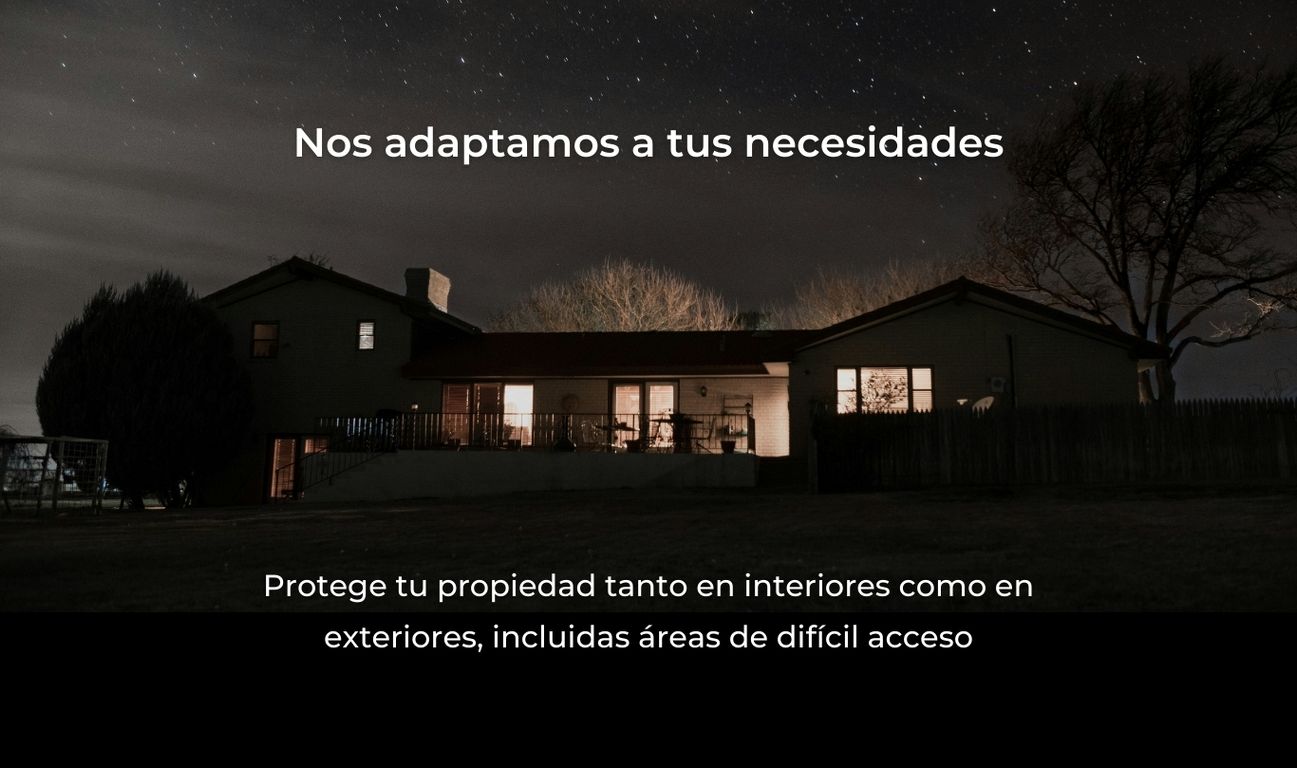 Nos adaptamos a tus necesidades
Protege tu propiedad tanto en interiores como en
exteriores, incluidas áreas de difícil acceso